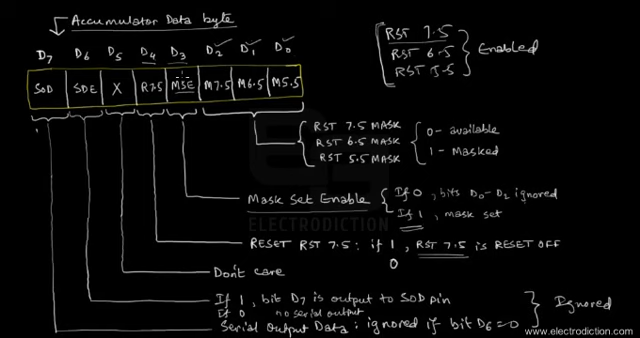 Accumulator Data byte
D7 D6 D5 D4 D3 D2 D1 D0
SOD SDE X R7.5 MSE M7.5 M6.5 M5.5
RST 7.5
RST 6.5
RST 5.5
Enabled
RST 7.5 MASK
RST 6.5 MASK
RST 5.5 MASK
0- available
1- Masked
Mask Set Enable
If 0, bits D0-D2 ignored
If 1, mask set
RESET RST 7.5: if 1, RST 7.5 is RESET OFF
0
Don't care
If 1, bit D7 is output to SOD pin
If 0 no serial output
Serial Output Data: ignored if bit D6=0
Ignored
ELECTRODICTION
www.electrodiction.com